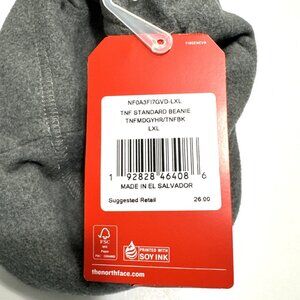 NF0A3FI7GVD-LXL
TNF STANDARD BEANIE
TNFMDGYHR/TNFBK
LXL
1 92828 46408 6
MADE IN EL SALVADOR
Suggested Retail 26.00
FSC
PRINTED WITH
SOY INK
thenorthface.com